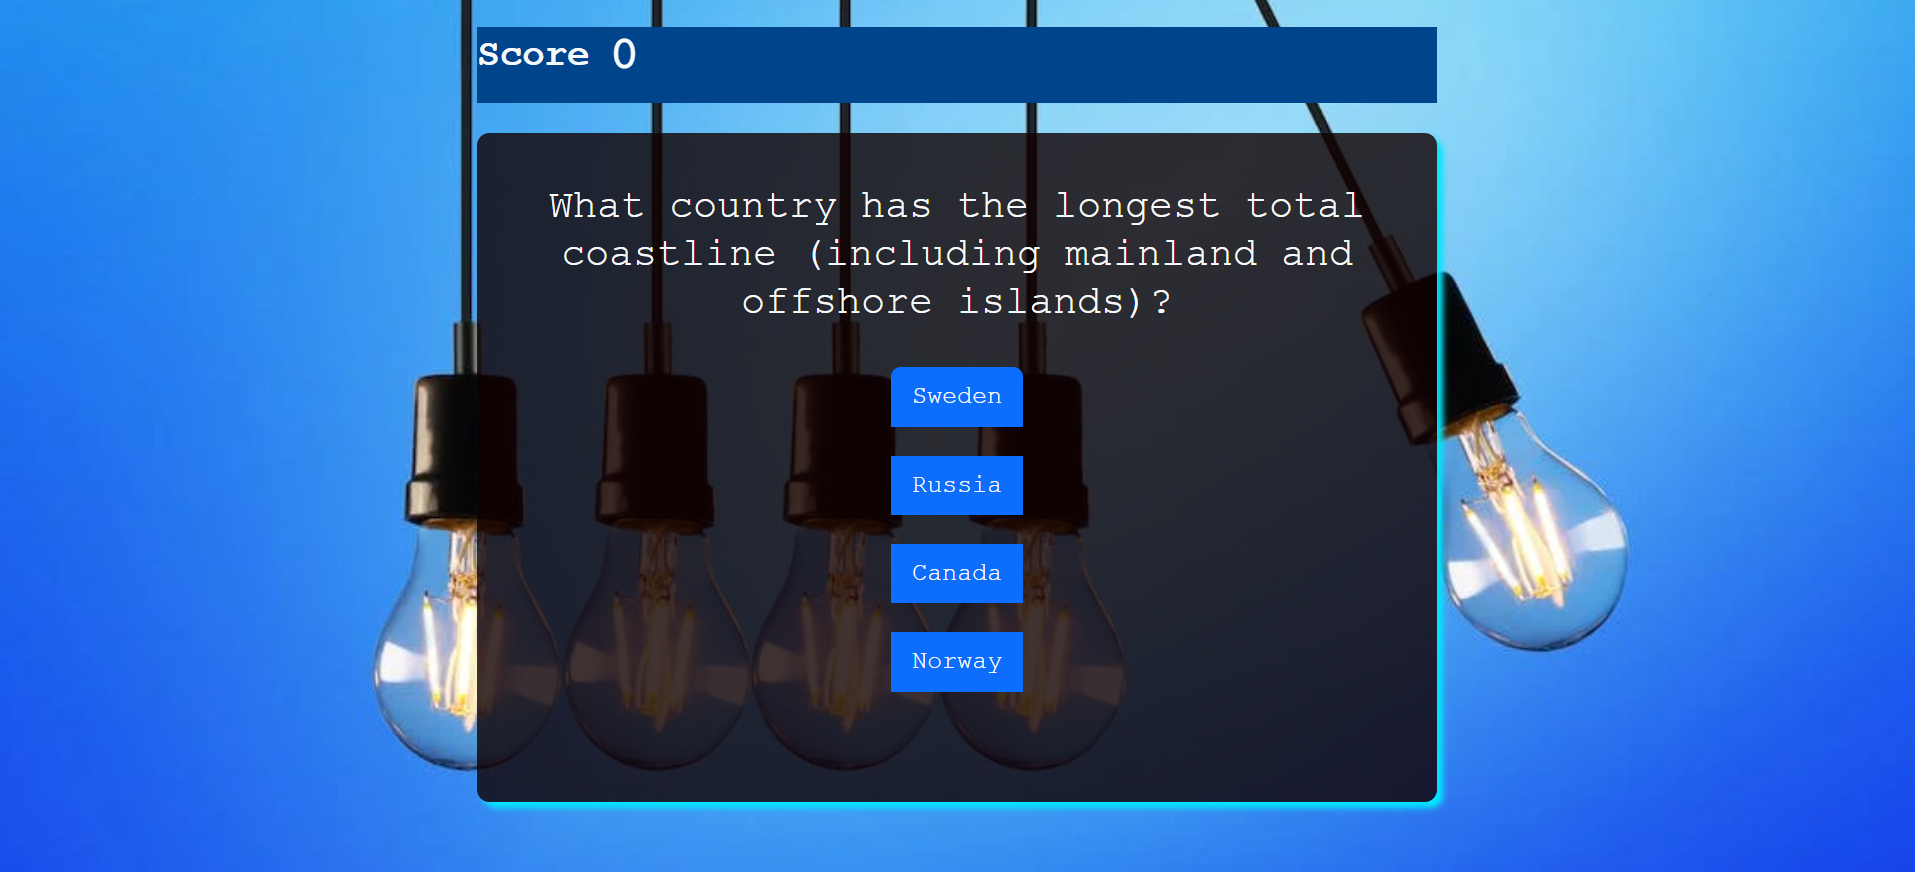 Score 0
What country has the longest total
coastline (including mainland and
offshore islands)?
Sweden
Russia
Canada
Norway